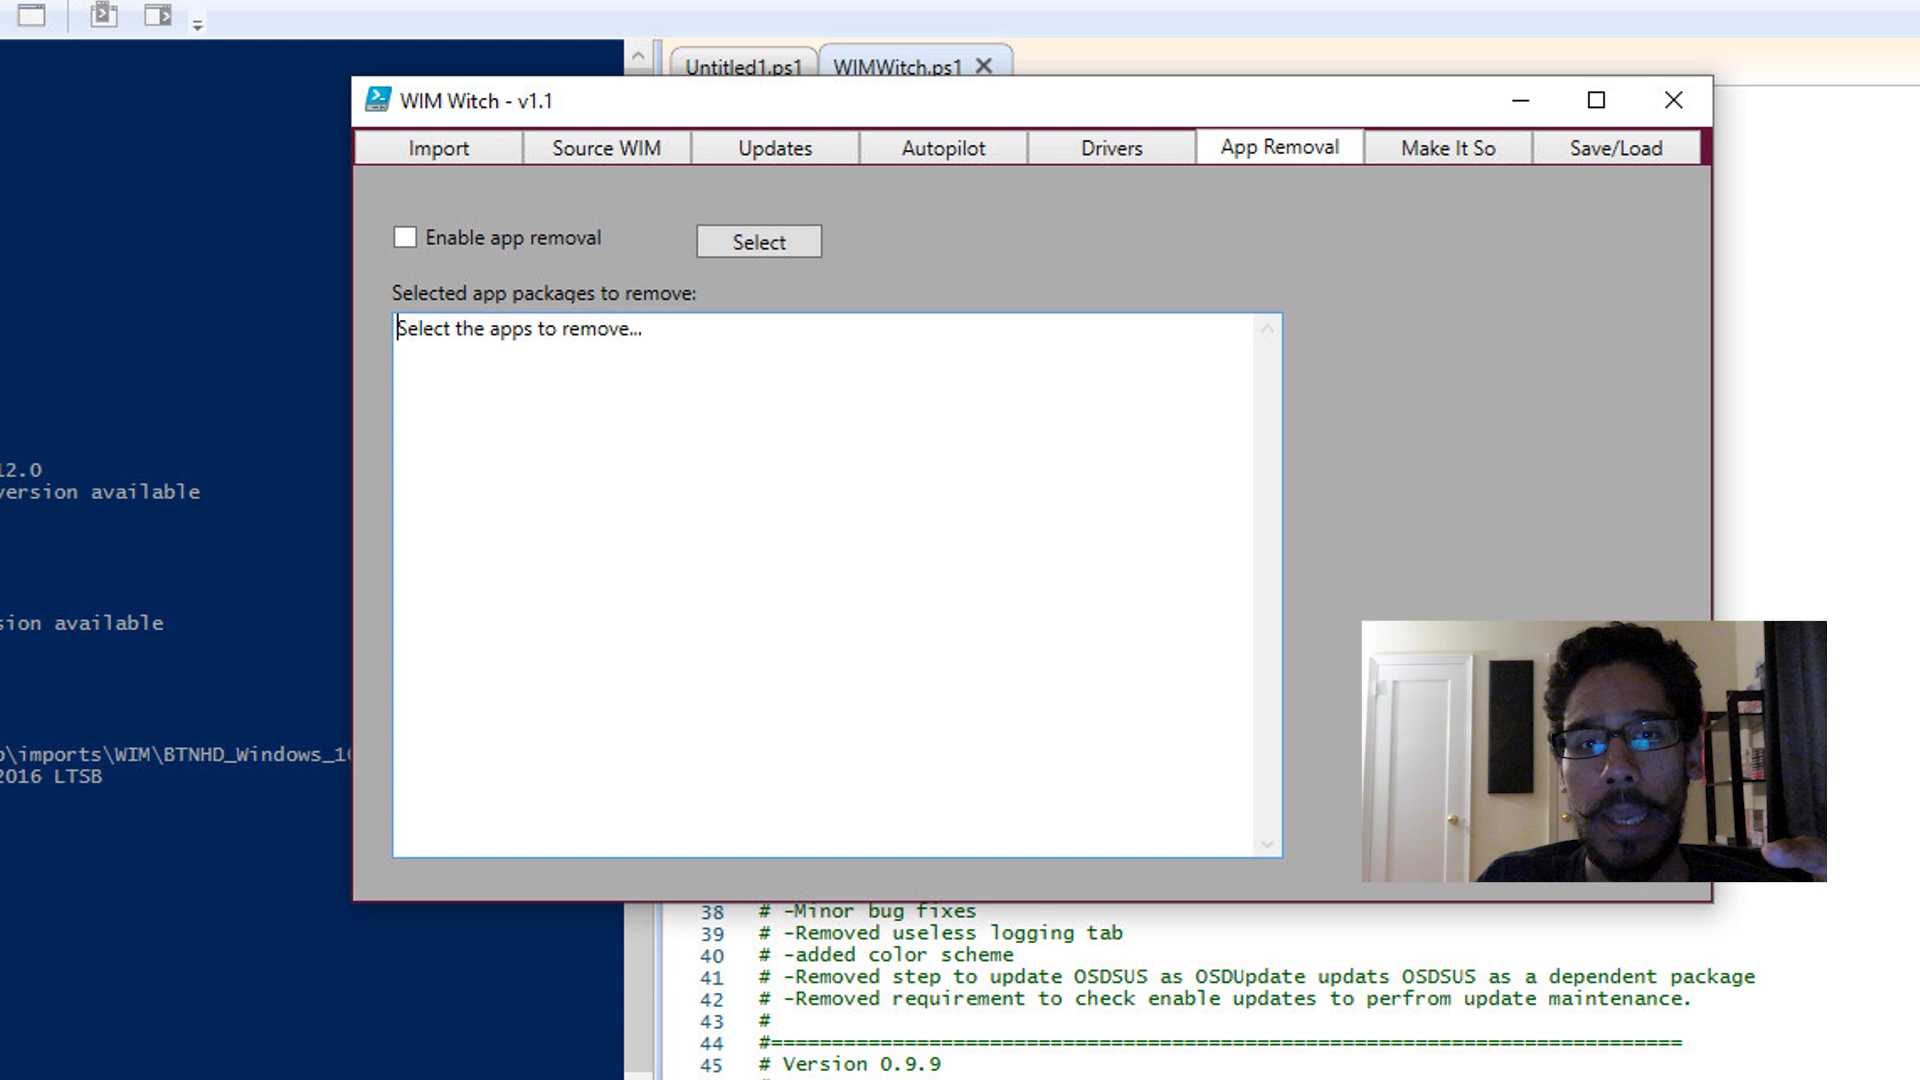 Untitled1.ps1
WIMWitch.ps1
WIM Witch - v1.1
Import
Source WIM
Updates
Autopilot
Drivers
App Removal
Make It So
Save/Load
Enable app removal
Select
Selected app packages to remove:
Select the apps to remove...
12.0
version available
sion available
\imports\WIM\BTNHD_Windows_10
2016 LTSB
38 # -Minor bug fixes
39 # -Removed useless logging tab
40 # -added color scheme
41 # -Removed step to update OSDSUS as OSDUpdate updats OSDSUS as a dependent package
42 # -Removed requirement to check enable updates to perfrom update maintenance.
43 #
44 #===========================================================================
45 # Version 0.9.9